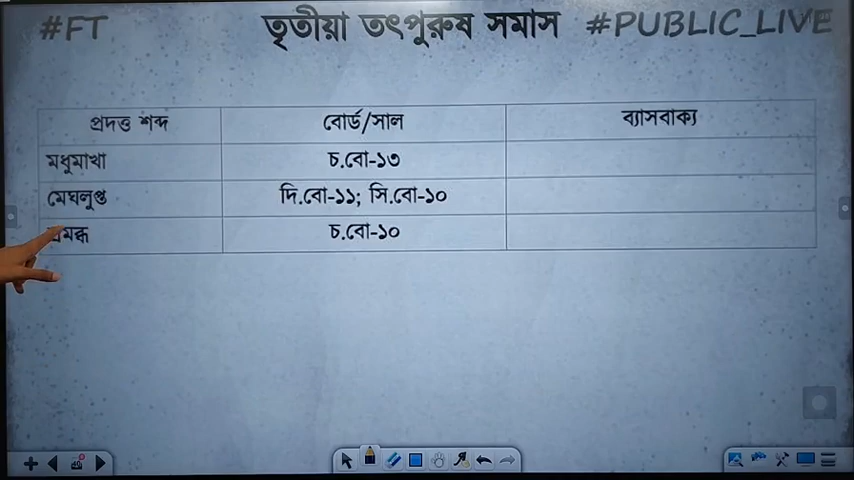 #FT তৃতীয়া তৎপুরুষ সমাস #PUBLIC_LIVE
প্রদত্ত শব্দ বোর্ড/সাল ব্যাসবাক্য
মধুমাখা চ.বো-১৩
মেঘলুপ্ত দি.বো-১১; সি.বো-১০
চ.বো-১০